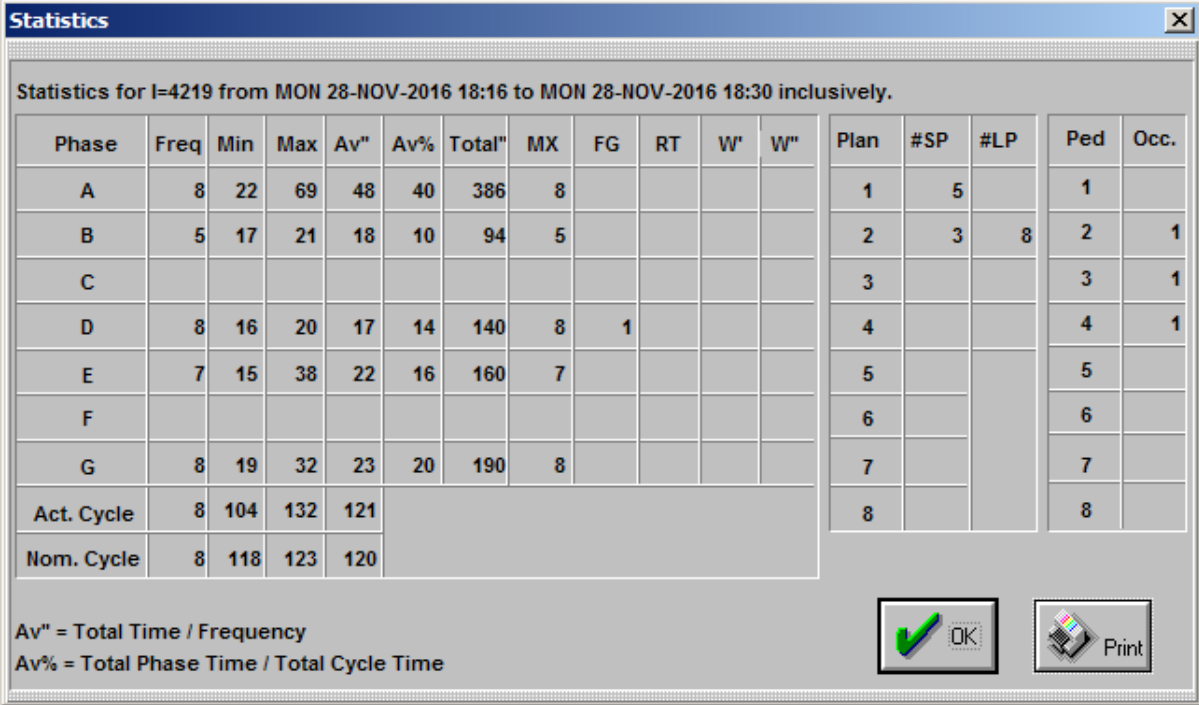 Statistics
Statistics for I=4219 from MON 28-NOV-2016 18:16 to MON 28-NOV-2016 18:30 inclusively.
Phase Freq Min Max Av" Av% Total" MX FG RT W' W"
A 8 22 69 48 40 386 8
B 5 17 21 18 10 94 5
C
D 8 16 20 17 14 140 8 1
E 7 15 38 22 16 160 7
F
G 8 19 32 23 20 190 8
Act. Cycle 8 104 132 121
Nom. Cycle 8 118 123 120
Plan #SP #LP
1 5
2 3 8
3
4
5
6
7
8
Ped Occ.
1
2 1
3 1
4 1
5
6
7
8
Av" = Total Time / Frequency
Av% = Total Phase Time / Total Cycle Time
OK
Print